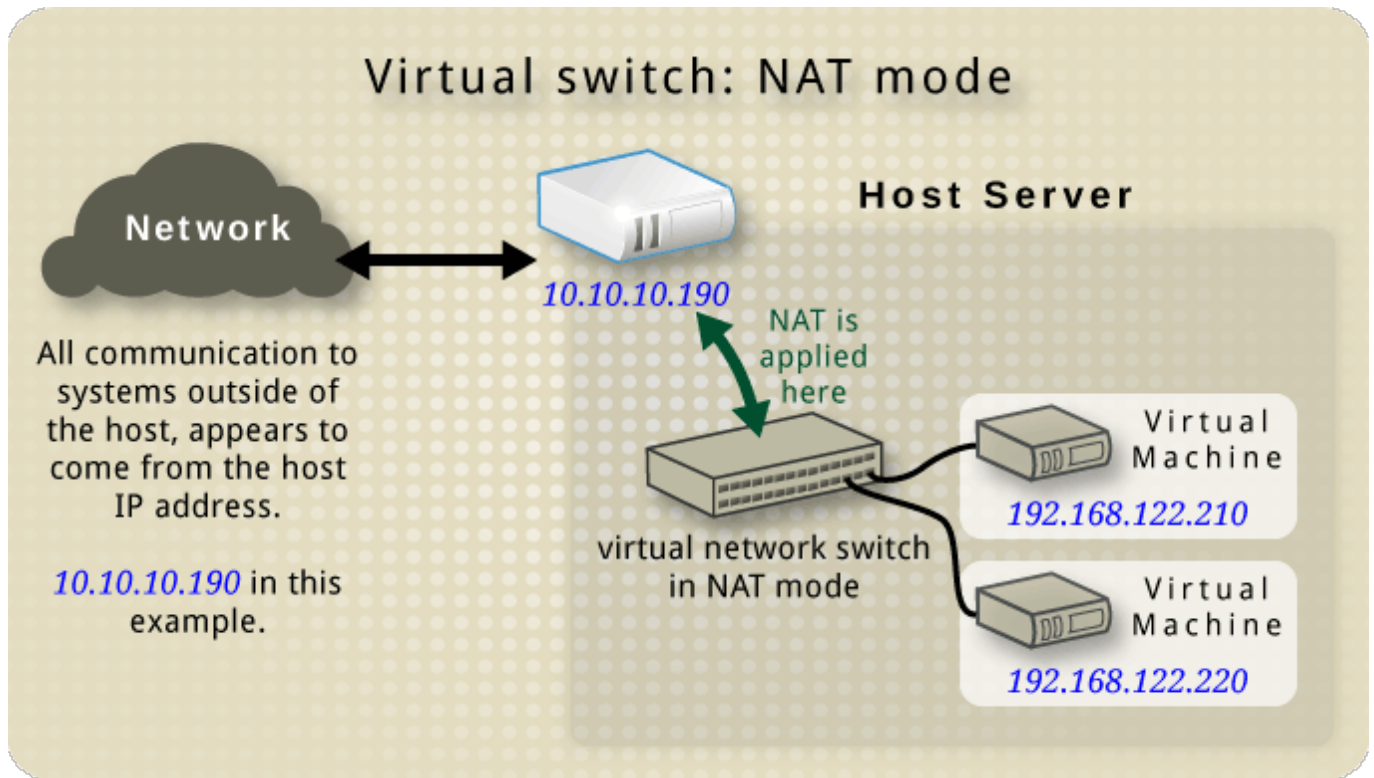 Virtual switch: NAT mode
Network
Host Server
10.10.10.190
NAT is
applied
here
All communication to
systems outside of
the host, appears to
come from the host
IP address.
10.10.10.190 in this
example.
virtual network switch
in NAT mode
Virtual
Machine
192.168.122.210
Virtual
Machine
192.168.122.220